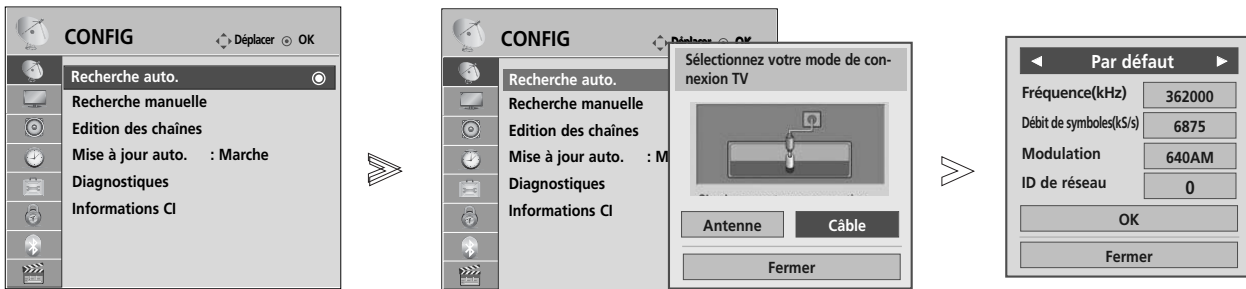 CONFIG
Déplacer OK
Recherche auto.
Recherche manuelle
Edition des chaînes
Mise à jour auto. : Marche
Diagnostiques
Informations CI
CONFIG
Déplacer OK
Recherche auto.
Recherche manuelle
Edition des chaînes
Mise à jour auto. : M
Diagnostiques
Informations CI
Sélectionnez votre mode de con-
nexion TV
Antenne Câble
Fermer
◄ Par défaut ►
Fréquence(kHz) 362000
Débit de symboles(kS/s) 6875
Modulation 640AM
ID de réseau 0
OK
Fermer